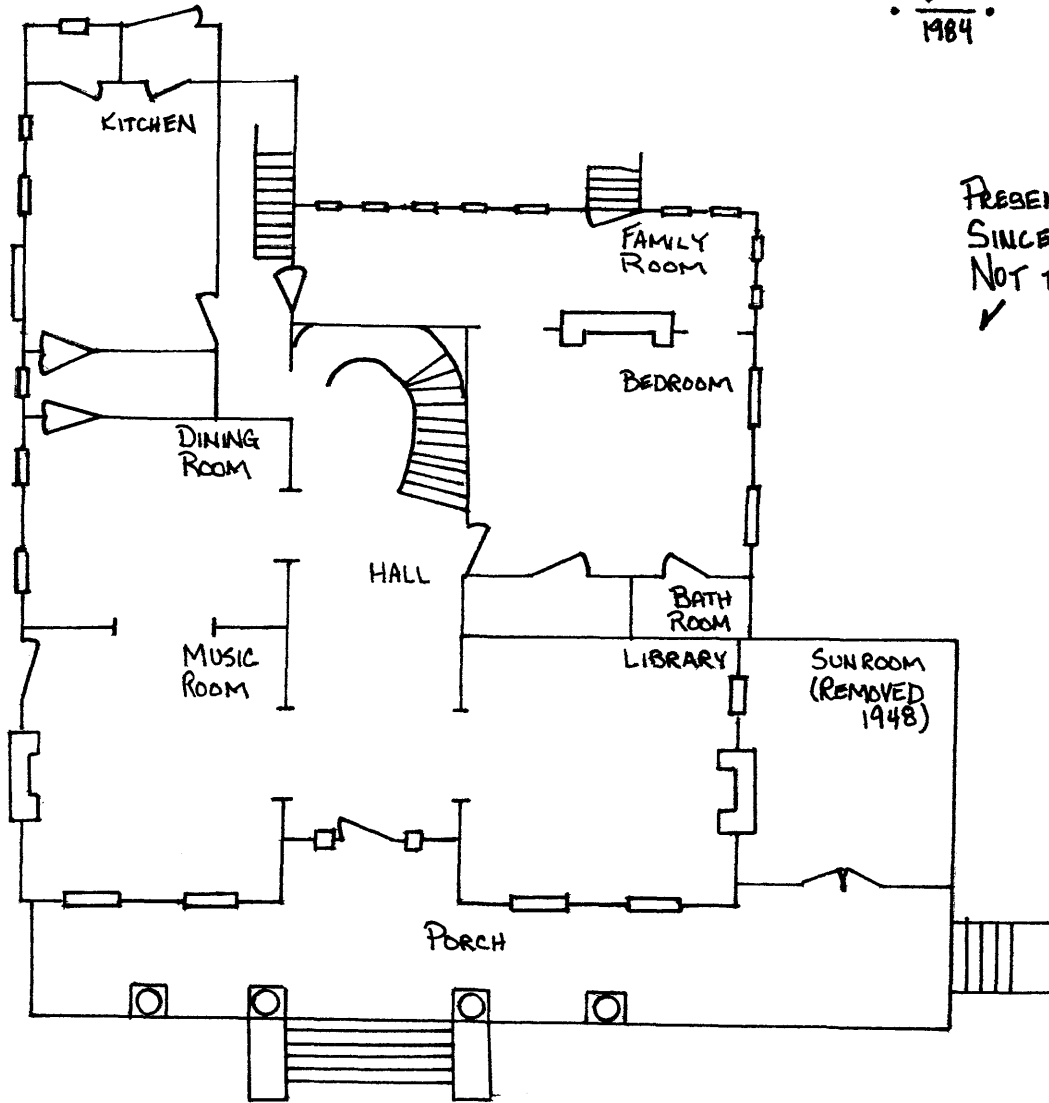 1984
KITCHEN
SINCE
NOT
FAMILY
ROOM
BEDROOM
DINING
ROOM
HALL
BATH
ROOM
MUSIC
ROOM
LIBRARY
SUNROOM
(REMOVED
1948)
PORCH